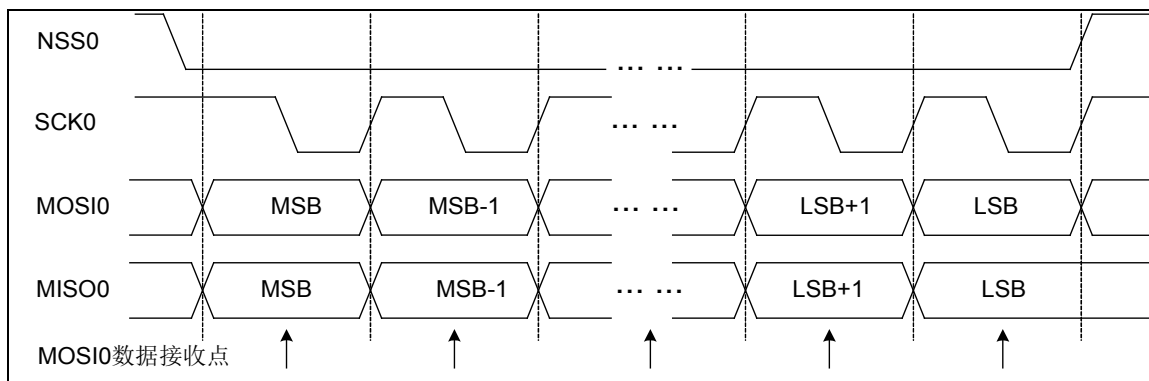 NSS0
... ...
SCK0
... ...
MOSI0 MSB MSB-1 ... ... LSB+1 LSB
MISO0 MSB MSB-1 ... ... LSB+1 LSB
MOSI0数据接收点